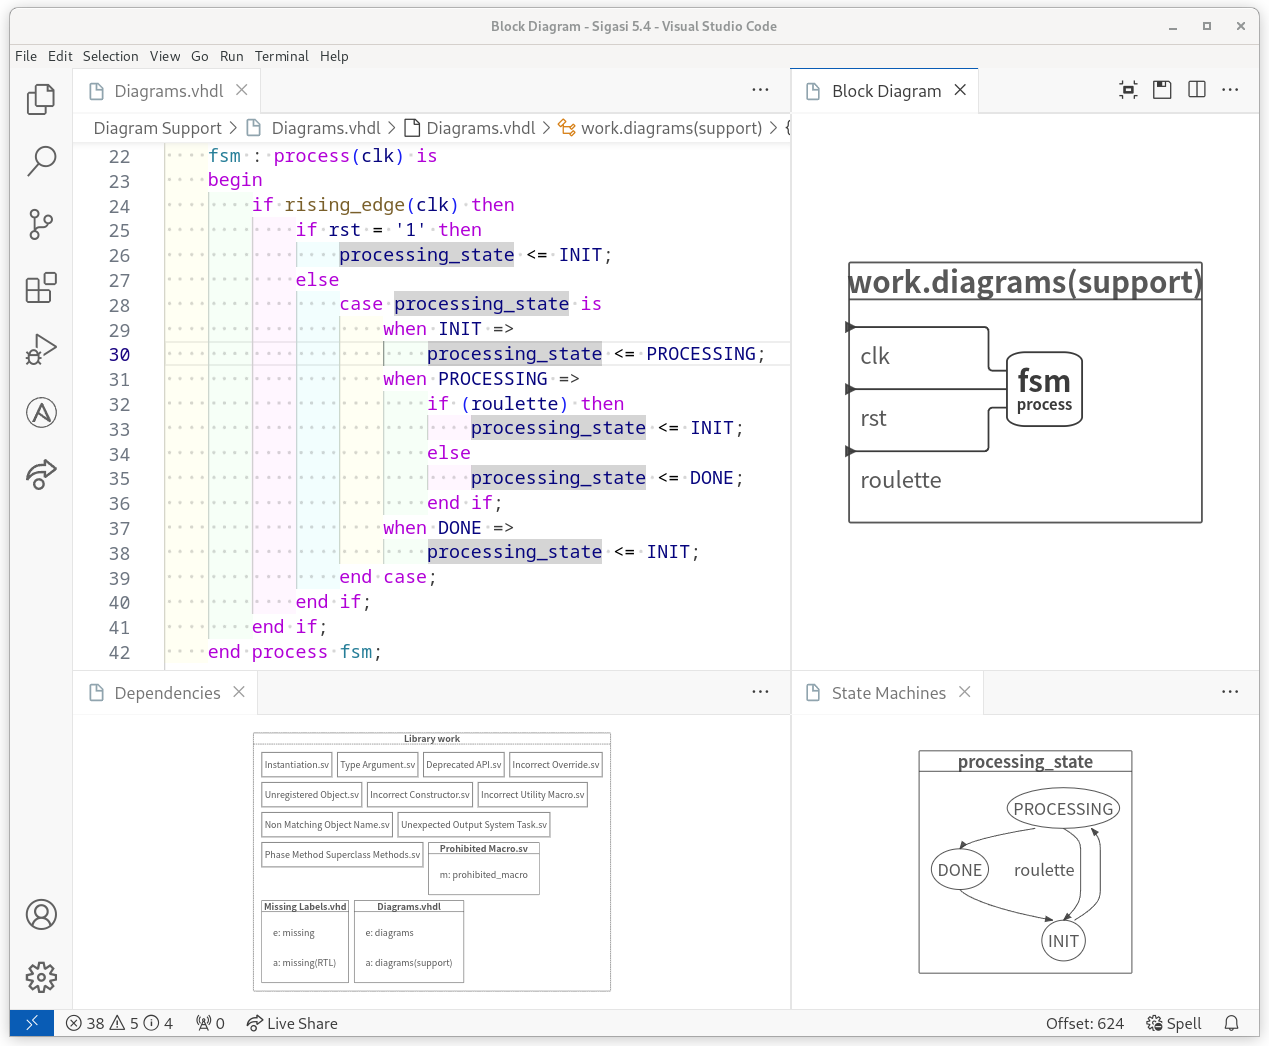 Block Diagram - Sigasi 5.4 - Visual Studio Code
File Edit Selection View Go Run Terminal Help
Diagrams.vhdl
Diagram Support > Diagrams.vhdl > Diagrams.vhdl > work.diagrams(support) > {
22 fsm : process(clk) is
23 begin
24 if rising_edge(clk) then
25 if rst = '1' then
26 processing_state <= INIT;
27 else
28 case processing_state is
29 when INIT =>
30 processing_state <= PROCESSING;
31 when PROCESSING =>
32 if (roulette) then
33 processing_state <= INIT;
34 else
35 processing_state <= DONE;
36 end if;
37 when DONE =>
38 processing_state <= INIT;
39 end case;
40 end if;
41 end if;
42 end process fsm;
Block Diagram
work.diagrams(support)
clk
rst
roulette
fsm
process
Dependencies
Library work
Instantiation.sv Type Argument.sv Deprecated API.sv Incorrect Override.sv
Unregistered Object.sv Incorrect Constructor.sv Incorrect Utility Macro.sv
Non Matching Object Name.sv Unexpected Output System Task.sv
Phase Method Superclass Methods.sv Prohibited Macro.sv
m: prohibited_macro
Missing Labels.vhd Diagrams.vhdl
e: missing e: diagrams
a: missing(RTL) a: diagrams(support)
State Machines
processing_state
PROCESSING
DONE roulette
INIT
38 5 4 0 Live Share Offset: 624 Spell